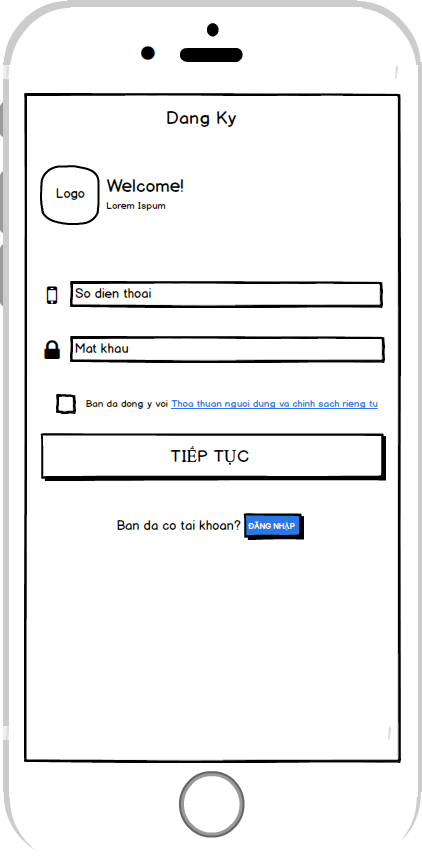 Dang Ky
Logo
Welcome!
Lorem Ispum
So dien thoai
Mat khau
Ban da dong y voi Thoa thuan nguoi dung va chinh sach rieng tu
TIẾP TỤC
Ban da co tai khoan? ĐĂNG NHẬP